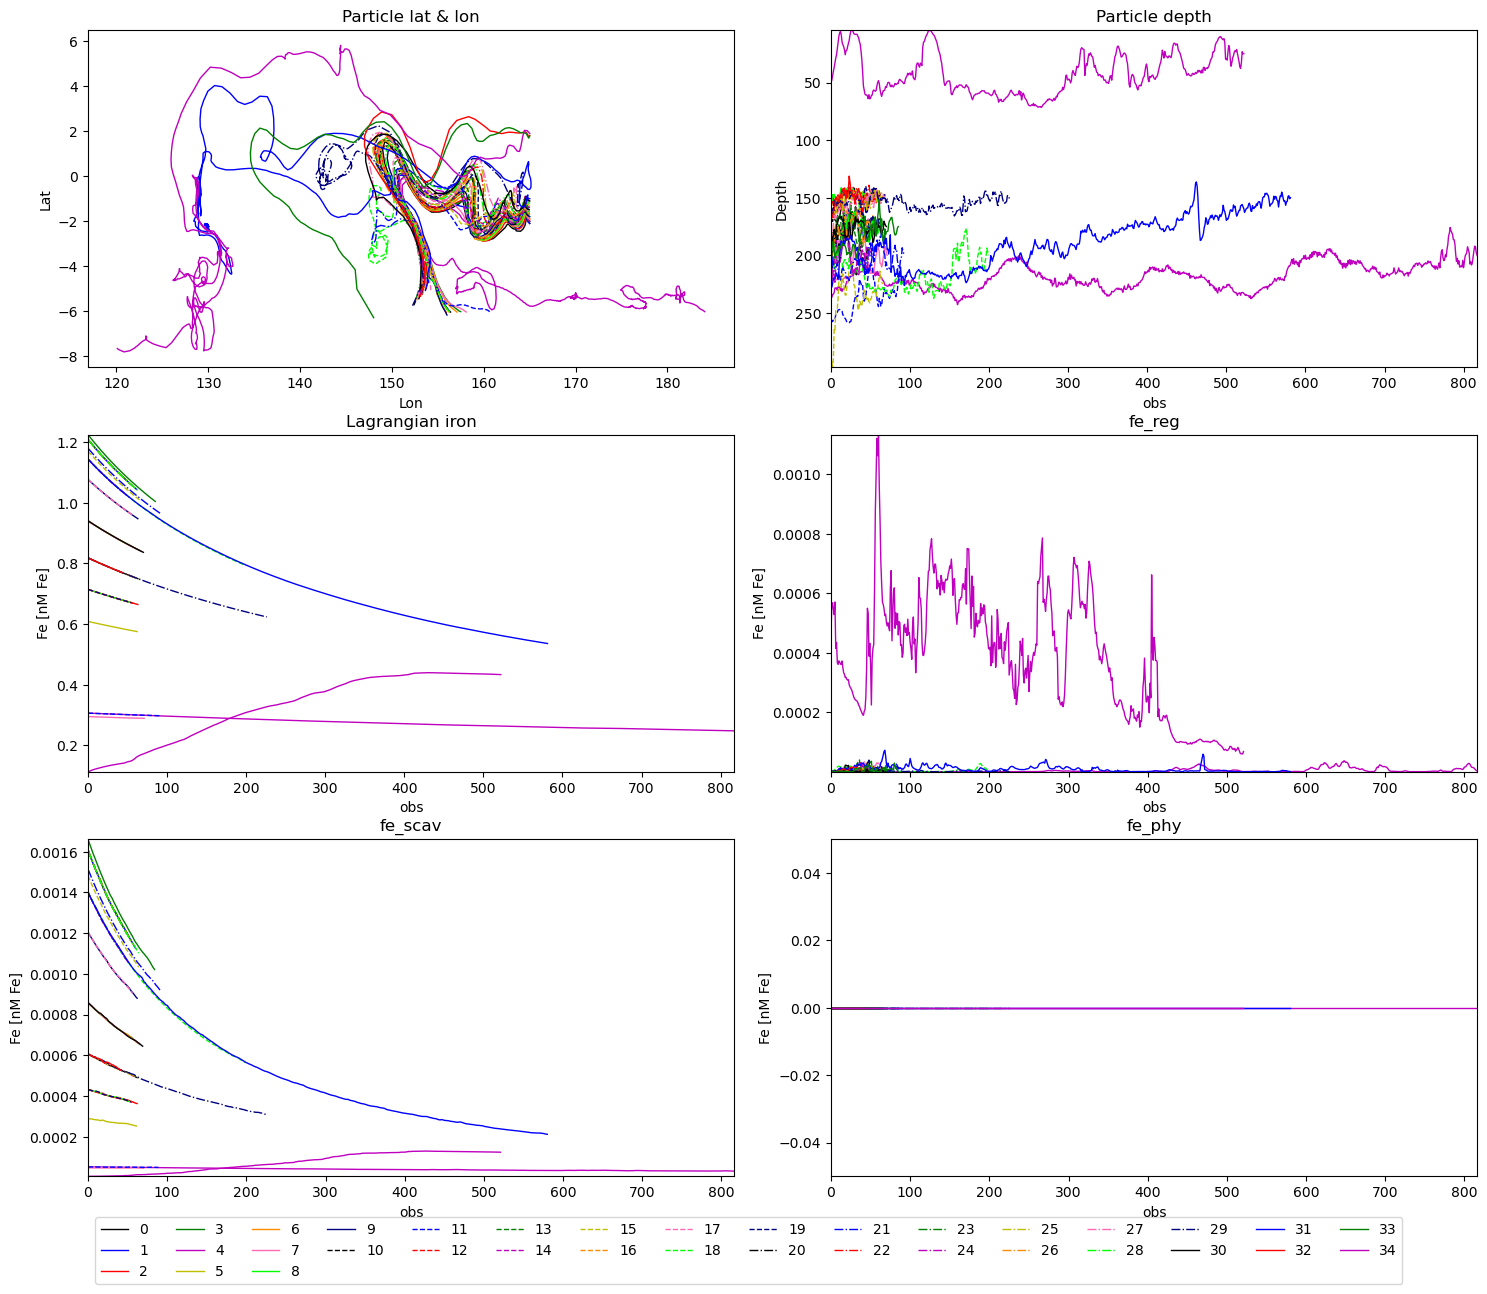 Particle lat & lon
Lat
6
4
2
0
−2
−4
−6
−8
120 130 140 150 160 170 180
Lon
Particle depth
Depth
50
100
150
200
250
0 100 200 300 400 500 600 700 800
obs
Lagrangian iron
Fe [nM Fe]
1.2
1.0
0.8
0.6
0.4
0.2
0 100 200 300 400 500 600 700 800
obs
fe_reg
Fe [nM Fe]
0.0010
0.0008
0.0006
0.0004
0.0002
0 100 200 300 400 500 600 700 800
obs
fe_scav
Fe [nM Fe]
0.0016
0.0014
0.0012
0.0010
0.0008
0.0006
0.0004
0.0002
0 100 200 300 400 500 600 700 800
obs
fe_phy
Fe [nM Fe]
0.04
0.02
0.00
−0.02
−0.04
0 100 200 300 400 500 600 700 800
obs
0 3 6 9 11 13 15 17 19 21 23 25 27 29 31 33
1 4 7 10 12 14 16 18 20 22 24 26 28 30 32 34
2 5 8